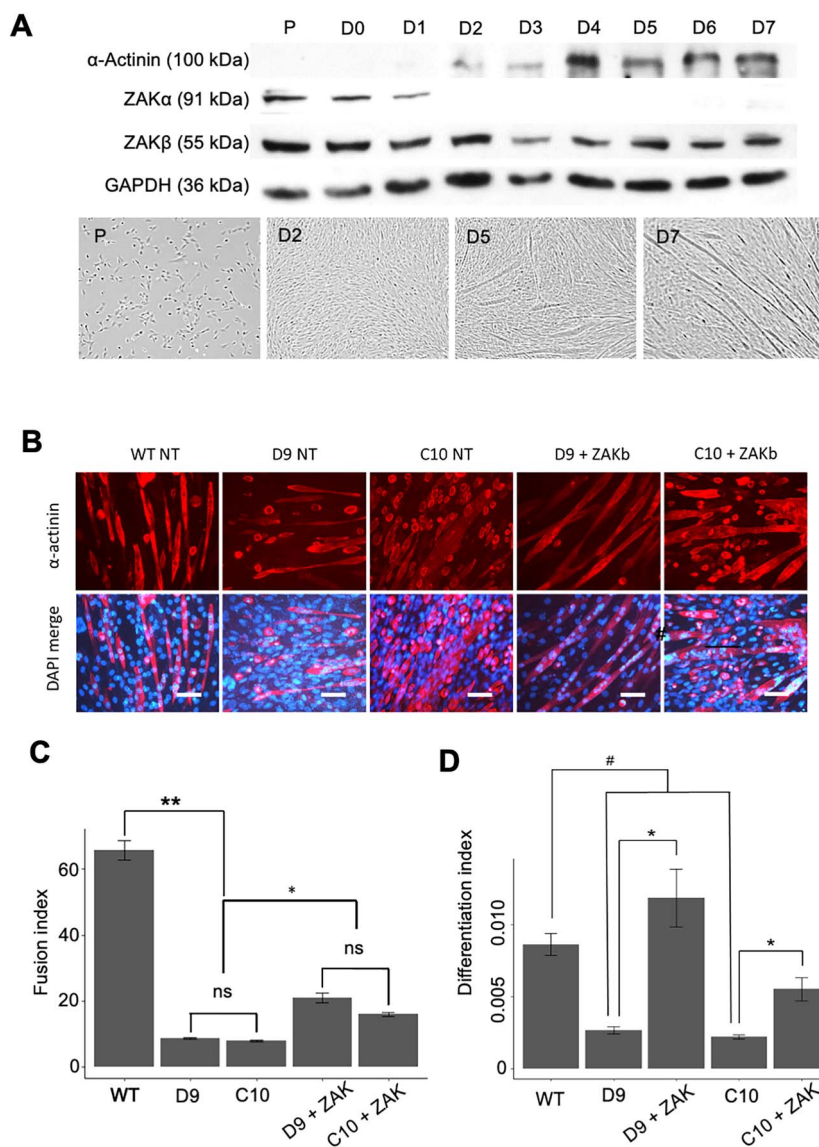 A
P D0 D1 D2 D3 D4 D5 D6 D7
α-Actinin (100 kDa)
ZAKα (91 kDa)
ZAKβ (55 kDa)
GAPDH (36 kDa)
P D2 D5 D7
B
WT NT D9 NT C10 NT D9 + ZAKb C10 + ZAKb
α-actinin
DAPI merge
#
C
**
*
ns
ns
Fusion index
60
40
20
0
WT D9 C10 D9 + ZAK C10 + ZAK
D
#
*
*
Differentiation index
0.010
0.005
0
WT D9 D9 + ZAK C10 C10 + ZAK